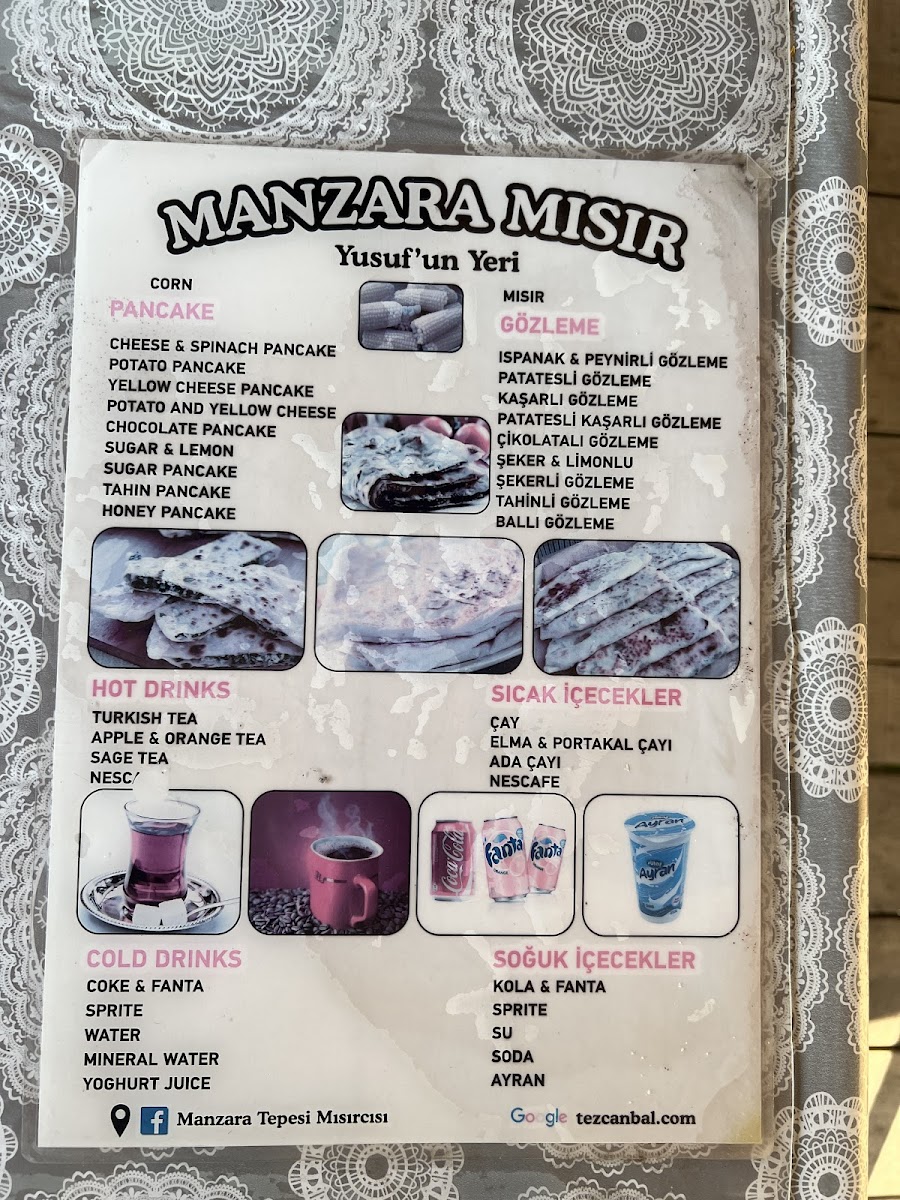 MANZARA MISIR
Yusuf'un Yeri
CORN
PANCAKE
CHEESE & SPINACH PANCAKE
POTATO PANCAKE
YELLOW CHEESE PANCAKE
POTATO AND YELLOW CHEESE
CHOCOLATE PANCAKE
SUGAR & LEMON
SUGAR PANCAKE
TAHIN PANCAKE
HONEY PANCAKE
MISIR
GÖZLEME
ISPANAK & PEYNİRLİ GÖZLEME
PATATESLİ GÖZLEME
KAŞARLI GÖZLEME
PATATESLİ KAŞARLI GÖZLEME
ÇİKOLATALI GÖZLEME
ŞEKER & LİMONLU
ŞEKERLİ GÖZLEME
TAHİNLİ GÖZLEME
BALLI GÖZLEME
HOT DRINKS
TURKISH TEA
APPLE & ORANGE TEA
SAGE TEA
SICAK İÇECEKLER
ÇAY
ELMA & PORTAKAL ÇAYI
ADA ÇAYI
NESCAFE
Coca-Cola
Fanta
ORANGE
Fanta
Ayran
Ayran
COLD DRINKS
COKE & FANTA
SPRITE
WATER
MINERAL WATER
YOGHURT JUICE
SOĞUK İÇECEKLER
KOLA & FANTA
SPRITE
SU
SODA
AYRAN
Manzara Tepesi Mısırcısı
Google tezcanbal.com